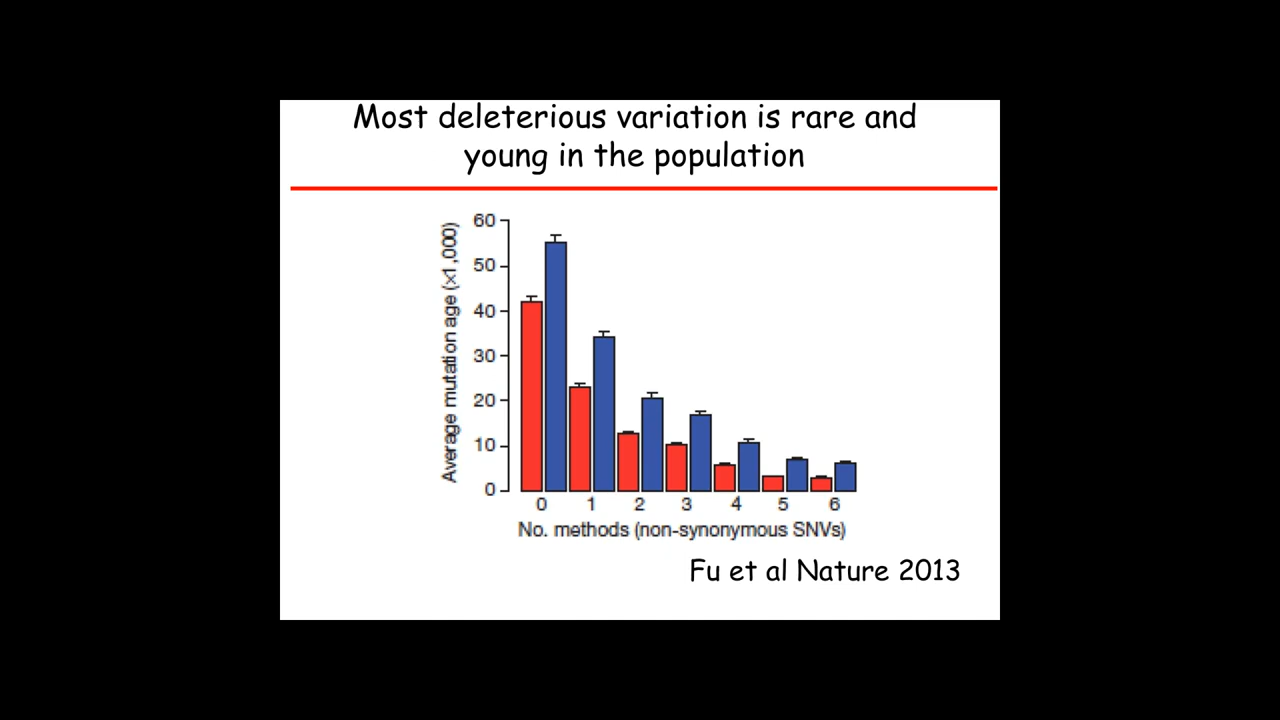 Most deleterious variation is rare and
young in the population
Average mutation age (×1,000)
60
50
40
30
20
10
0
0 1 2 3 4 5 6
No. methods (non-synonymous SNVs)
Fu et al Nature 2013